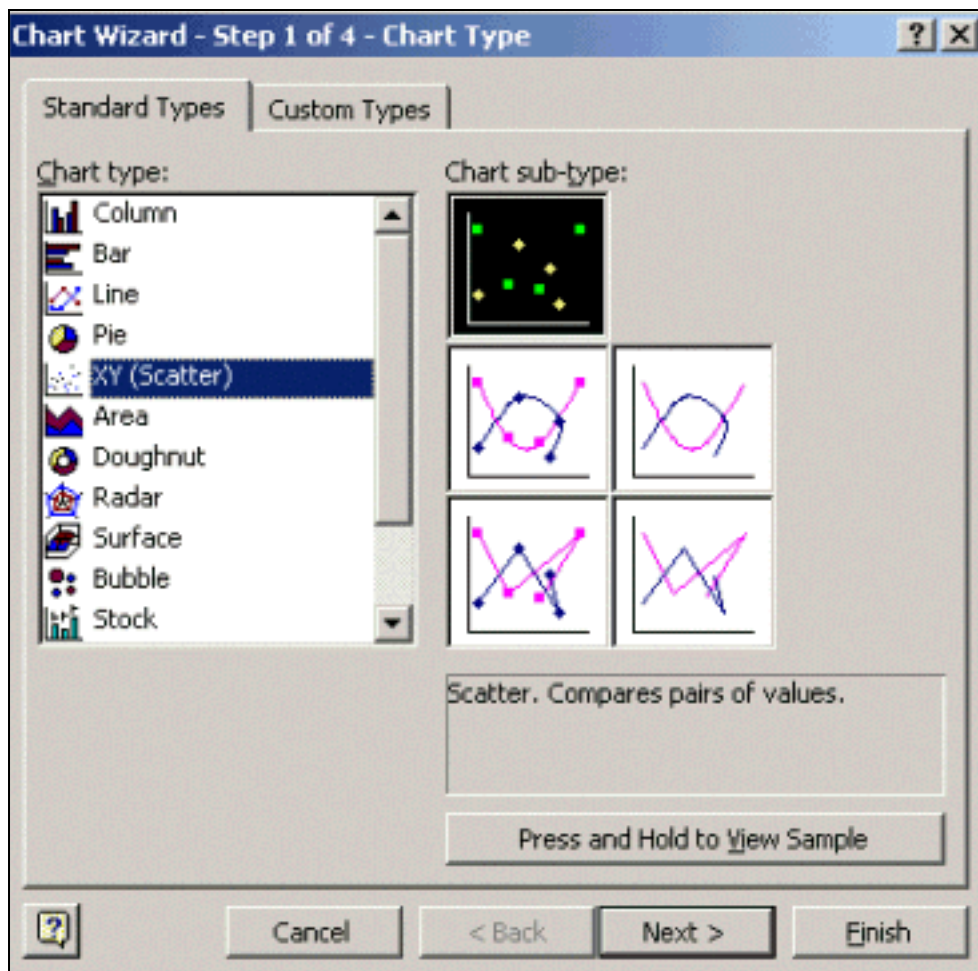 Chart Wizard - Step 1 of 4 - Chart Type
Standard Types
Custom Types
Chart type:
Column
Bar
Line
Pie
XY (Scatter)
Area
Doughnut
Radar
Surface
Bubble
Stock
Chart sub-type:
Scatter. Compares pairs of values.
Press and Hold to View Sample
Cancel
< Back
Next >
Finish